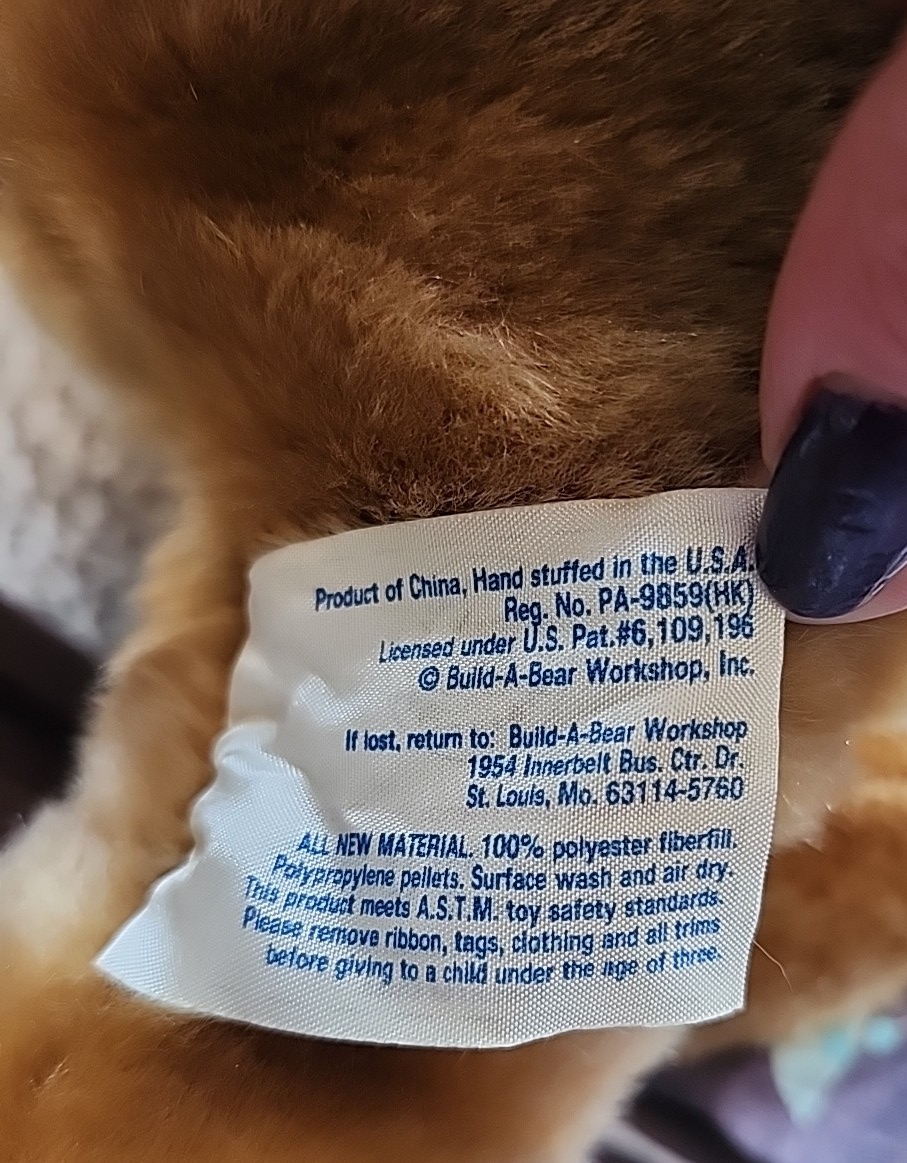 Product of China, Hand stuffed in the U.S.A.
Reg. No. PA-9859(HK)
Licensed under U.S. Pat.#6,109,196
© Build-A-Bear Workshop, Inc.
If lost, return to: Build-A-Bear Workshop
1954 Innerbelt Bus. Ctr. Dr.
St. Louis, Mo. 63114-5760
ALL NEW MATERIAL. 100% polyester fiberfill.
Polypropylene pellets. Surface wash and air dry.
This product meets A.S.T.M. toy safety standards.
Please remove ribbon, tags, clothing and all trims
before giving to a child under the age of three.